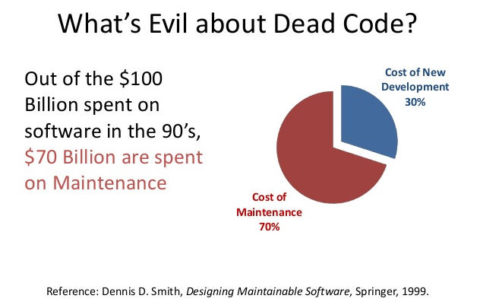 What's Evil about Dead Code?
Out of the $100
Billion spent on
software in the 90's,
$70 Billion are spent
on Maintenance
Cost of New
Development
30%
Cost of
Maintenance
70%
Reference: Dennis D. Smith, Designing Maintainable Software, Springer, 1999.